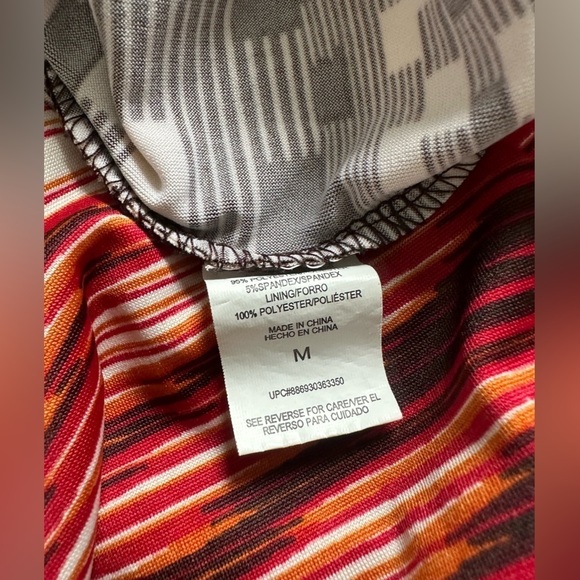 95% POLYESTER
5%SPANDEX/SPANDEX
LINING/FORRO
100% POLYESTER/POLIÉSTER
MADE IN CHINA
HECHO EN CHINA
M
UPC#886930363350
SEE REVERSE FOR CARE/VER EL
REVERSO PARA CUIDADO